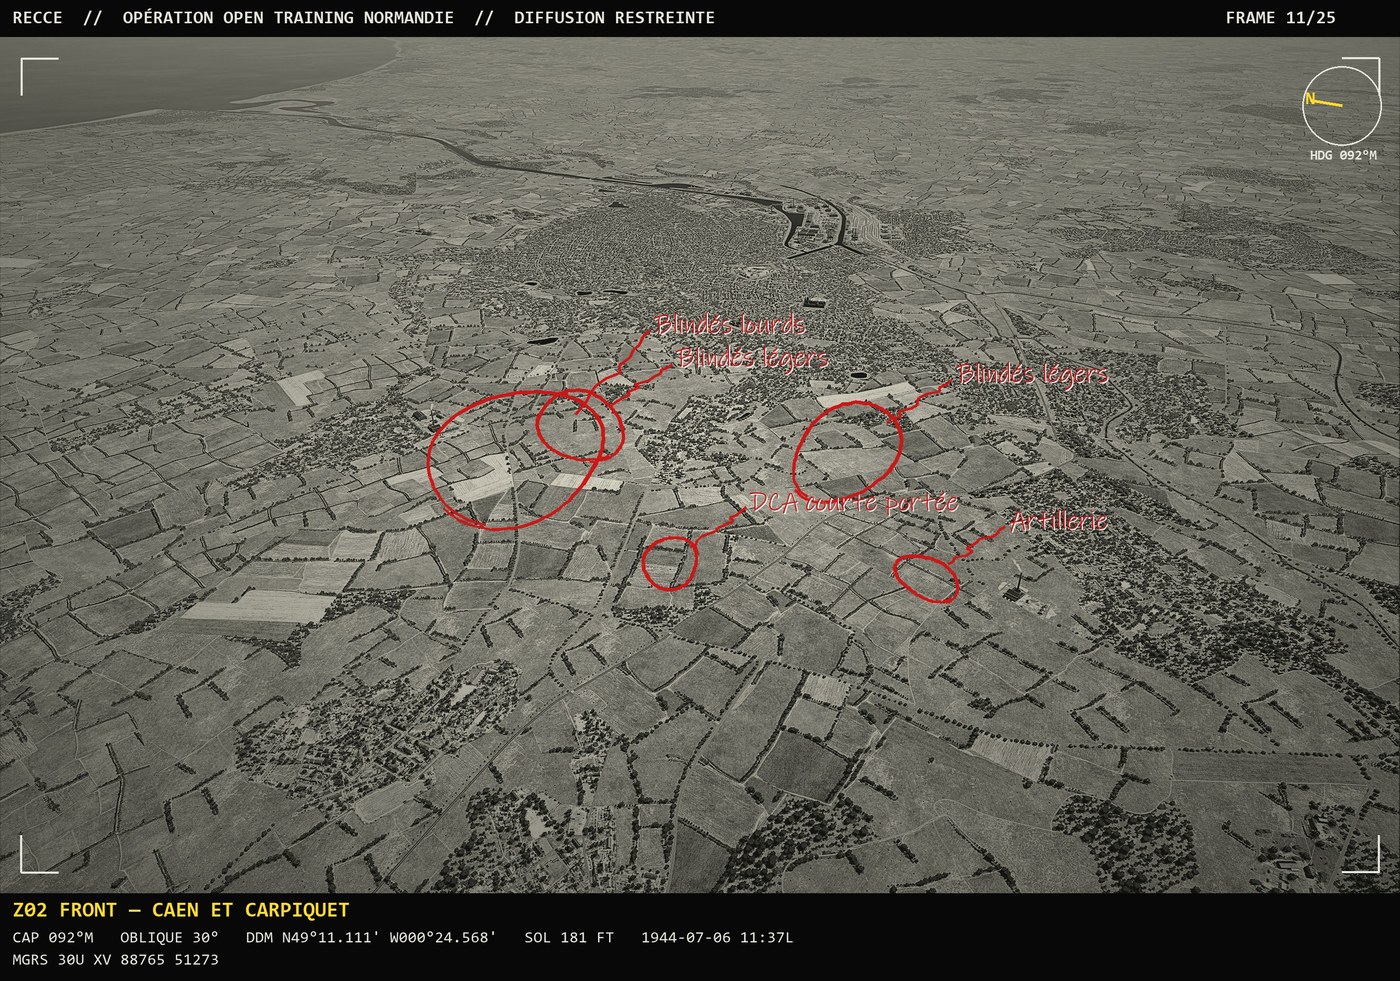 RECCE // OPÉRATION OPEN TRAINING NORMANDIE // DIFFUSION RESTREINTE FRAME 11/25
N
HDG 092°M
Blindés lourds
Blindés légers
Blindés légers
DCA courte portée
Artillerie
Z02 FRONT — CAEN ET CARPIQUET
CAP 092°M OBLIQUE 30° DDM N49°11.111' W000°24.568' SOL 181 FT 1944-07-06 11:37L
MGRS 30U XV 88765 51273